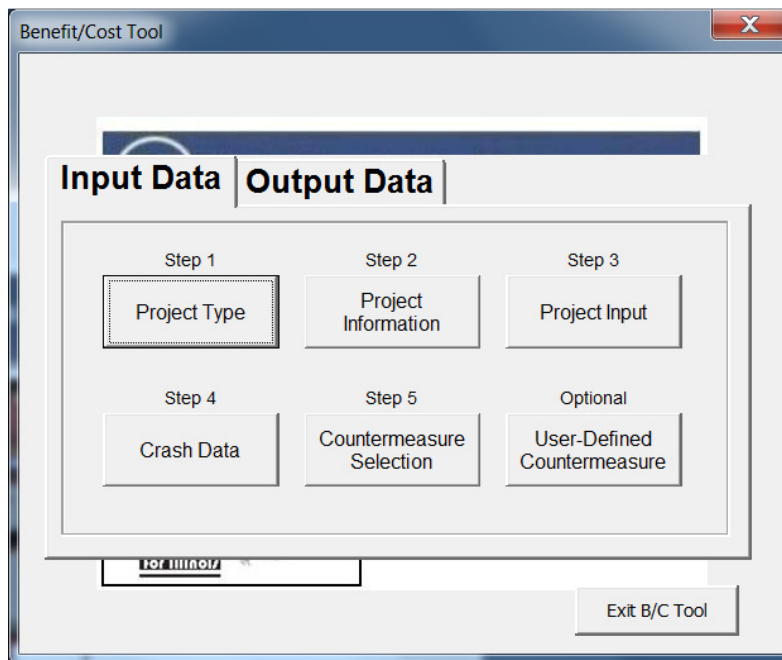 Benefit/Cost Tool
X
Input Data
Output Data
Step 1
Step 2
Step 3
Project Type
Project
Information
Project Input
Step 4
Step 5
Optional
Crash Data
Countermeasure
Selection
User-Defined
Countermeasure
for Illinois
Exit B/C Tool